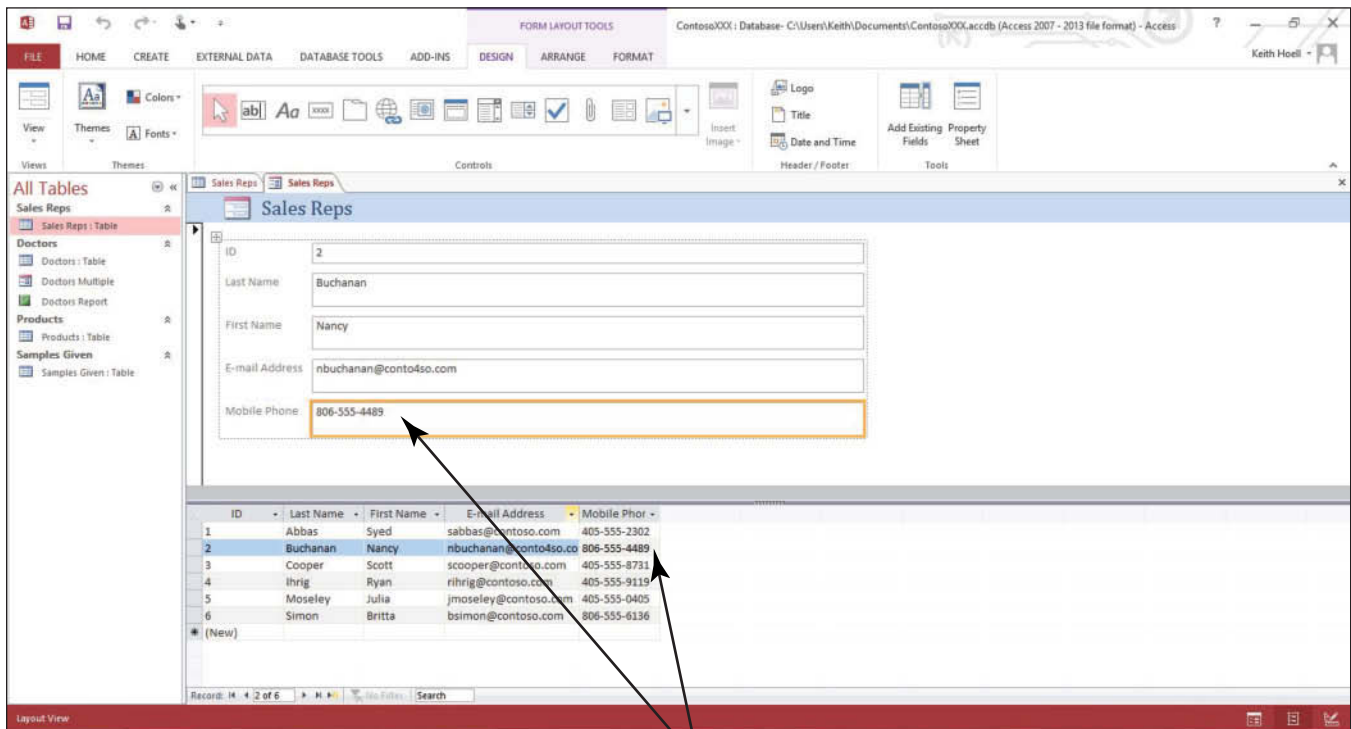 FORM LAYOUT TOOLS
ContosoXXX : Database- C:\Users\Keith\Documents\ContosoXXX.accdb (Access 2007 - 2013 file format) - Access
?
FILE HOME CREATE EXTERNAL DATA DATABASE TOOLS ADD-INS DESIGN ARRANGE FORMAT
Keith Hoell
View
Themes
Colors
Fonts
ab| Aa xxxx
Insert Image
Logo
Title
Date and Time
Add Existing Fields
Property Sheet
Views Themes Controls Header / Footer Tools
All Tables
Sales Reps
Sales Reps : Table
Doctors
Doctors : Table
Doctors Multiple
Doctors Report
Products
Products : Table
Samples Given
Samples Given : Table
Sales Reps Sales Reps
Sales Reps
ID 2
Last Name Buchanan
First Name Nancy
E-mail Address nbuchanan@conto4so.com
Mobile Phone 806-555-4489
ID Last Name First Name E-mail Address Mobile Phor
1 Abbas Syed sabbas@contoso.com 405-555-2302
2 Buchanan Nancy nbuchanan@conto4so.co 806-555-4489
3 Cooper Scott scooper@contoso.com 405-555-8731
4 Ihrig Ryan rihrig@contoso.com 405-555-9119
5 Moseley Julia jmoseley@contoso.com 405-555-0405
6 Simon Britta bsimon@contoso.com 806-555-6136
(New)
Record: 2 of 6 No Filter Search
Layout View